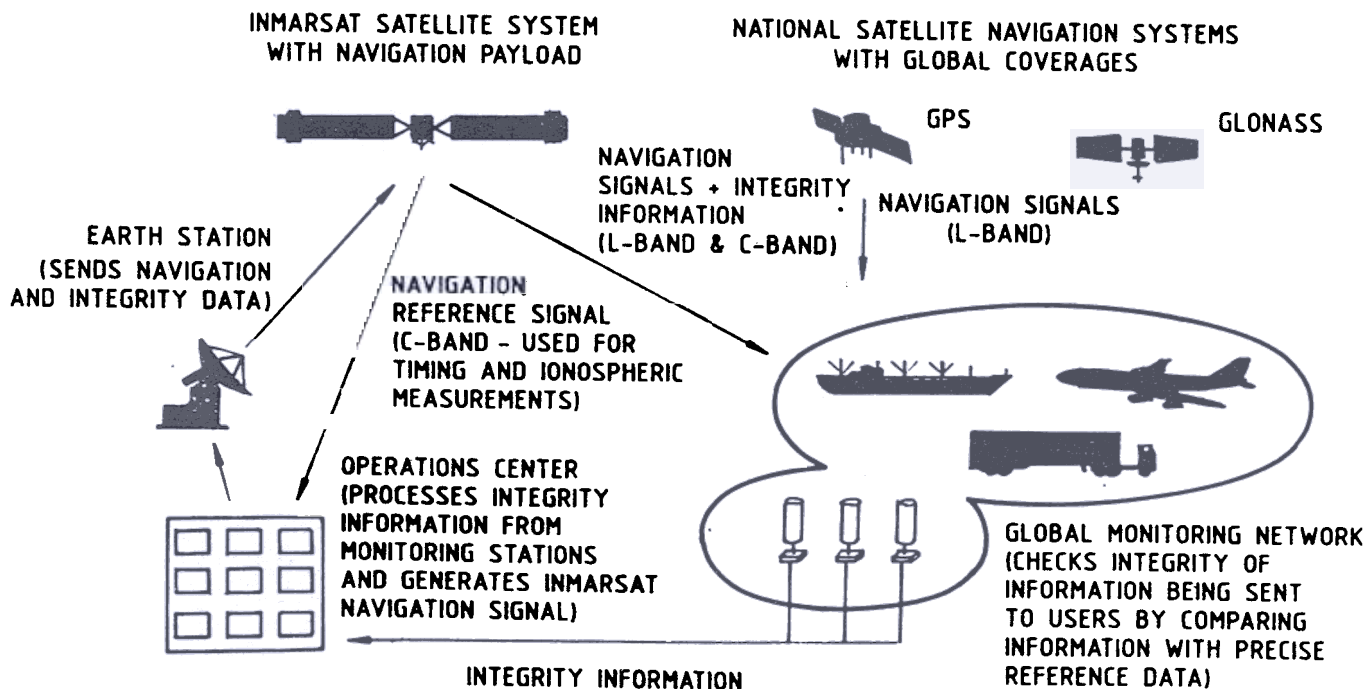 INMARSAT SATELLITE SYSTEM
WITH NAVIGATION PAYLOAD
NATIONAL SATELLITE NAVIGATION SYSTEMS
WITH GLOBAL COVERAGES
GPS
GLONASS
NAVIGATION
SIGNALS + INTEGRITY
INFORMATION
(L-BAND & C-BAND)
NAVIGATION SIGNALS
(L-BAND)
EARTH STATION
(SENDS NAVIGATION
AND INTEGRITY DATA)
NAVIGATION
REFERENCE SIGNAL
(C-BAND - USED FOR
TIMING AND IONOSPHERIC
MEASUREMENTS)
OPERATIONS CENTER
(PROCESSES INTEGRITY
INFORMATION FROM
MONITORING STATIONS
AND GENERATES INMARSAT
NAVIGATION SIGNAL)
GLOBAL MONITORING NETWORK
(CHECKS INTEGRITY OF
INFORMATION BEING SENT
TO USERS BY COMPARING
INFORMATION WITH PRECISE
REFERENCE DATA)
INTEGRITY INFORMATION